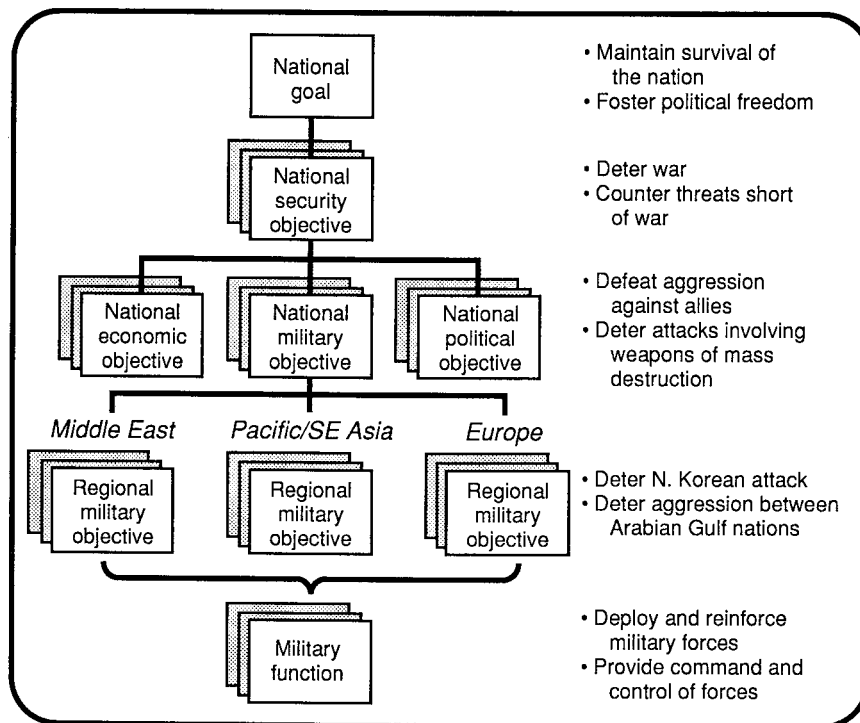 National
goal
• Maintain survival of
the nation
• Foster political freedom
National
security
objective
• Deter war
• Counter threats short
of war
National
economic
objective
National
military
objective
National
political
objective
• Defeat aggression
against allies
• Deter attacks involving
weapons of mass
destruction
Middle East
Pacific/SE Asia
Europe
Regional
military
objective
Regional
military
objective
Regional
military
objective
• Deter N. Korean attack
• Deter aggression between
Arabian Gulf nations
Military
function
• Deploy and reinforce
military forces
• Provide command and
control of forces